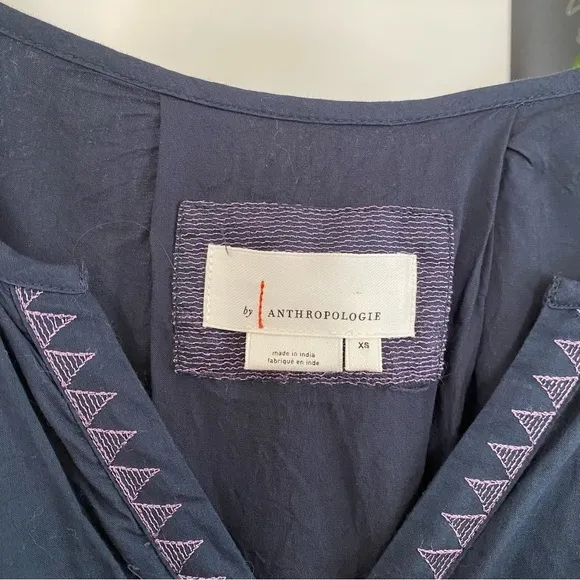 by ANTHROPOLOGIE
made in india
fabriqué en inde
XS